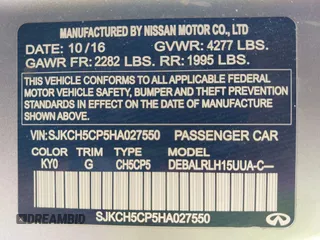 MANUFACTURED BY NISSAN MOTOR CO., LTD
DATE: 10/16 GVWR: 4277 LBS.
GAWR FR: 2282 LBS. RR: 1995 LBS.
THIS VEHICLE CONFORMS TO ALL APPLICABLE FEDERAL
MOTOR VEHICLE SAFETY, BUMPER, AND THEFT PREVENTION
STANDARDS IN EFFECT ON THE DATE OF MANUFACTURE
SHOWN ABOVE.
VIN:SJKCH5CP5HA027550 PASSENGER CAR
COLOR TRIM TYPE MODEL
KY0 G CH5CP5 DEBALRLH15UUA-C—
SJKCH5CP5HA027550
DREAMBID
INFINITI